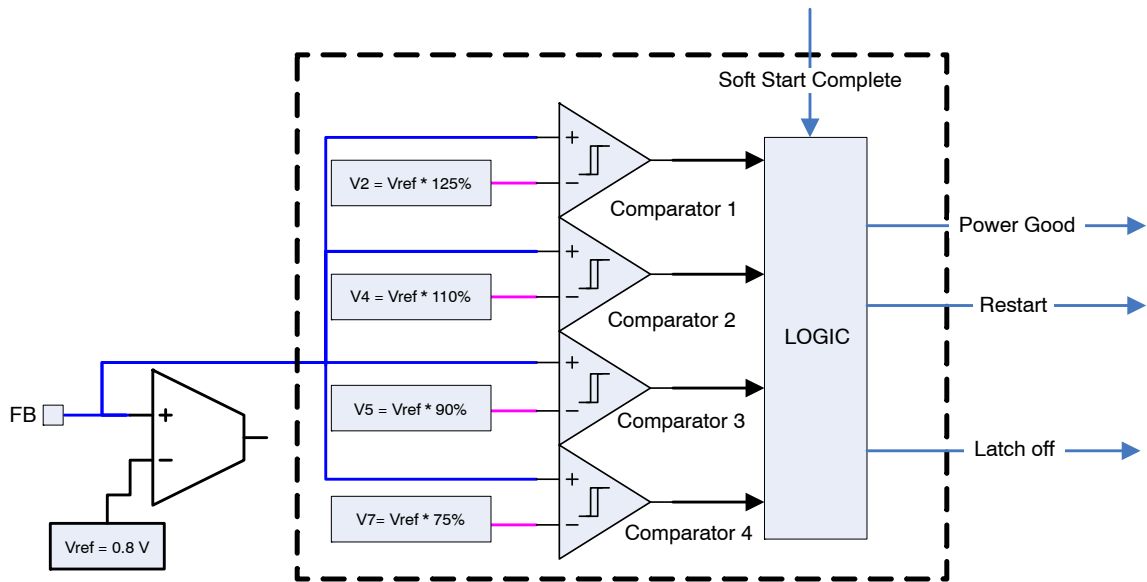 Soft Start Complete
+
V2 = Vref * 125%
−
Comparator 1
+
V4 = Vref * 110%
−
Comparator 2
+
V5 = Vref * 90%
−
Comparator 3
+
V7= Vref * 75%
−
Comparator 4
LOGIC
Power Good
Restart
Latch off
FB
+
−
Vref = 0.8 V